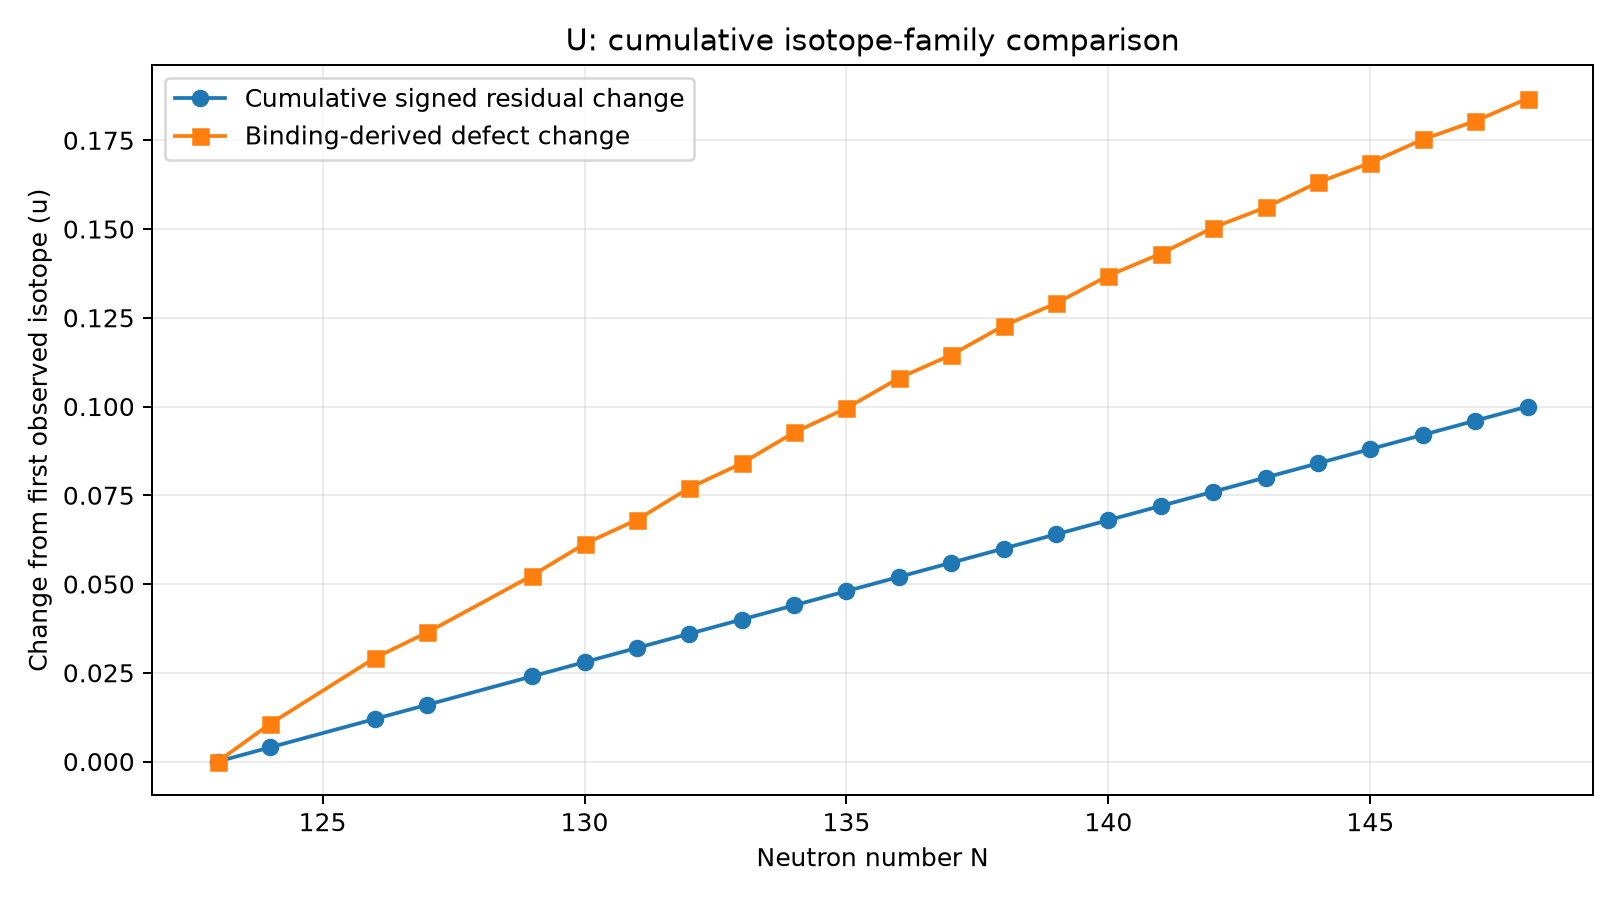 U: cumulative isotope-family comparison
Cumulative signed residual change
Binding-derived defect change
Change from first observed isotope (u)
0.175
0.150
0.125
0.100
0.075
0.050
0.025
0.000
125 130 135 140 145
Neutron number N